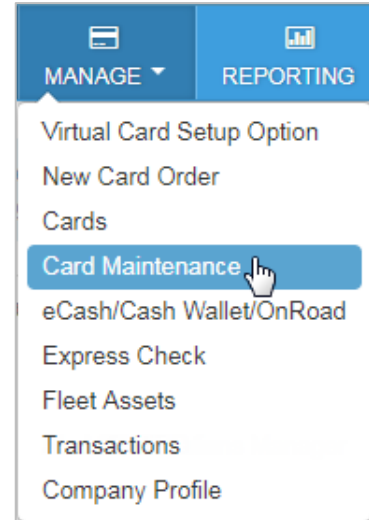 MANAGE
REPORTING
Virtual Card Setup Option
New Card Order
Cards
Card Maintenance
eCash/Cash Wallet/OnRoad
Express Check
Fleet Assets
Transactions
Company Profile